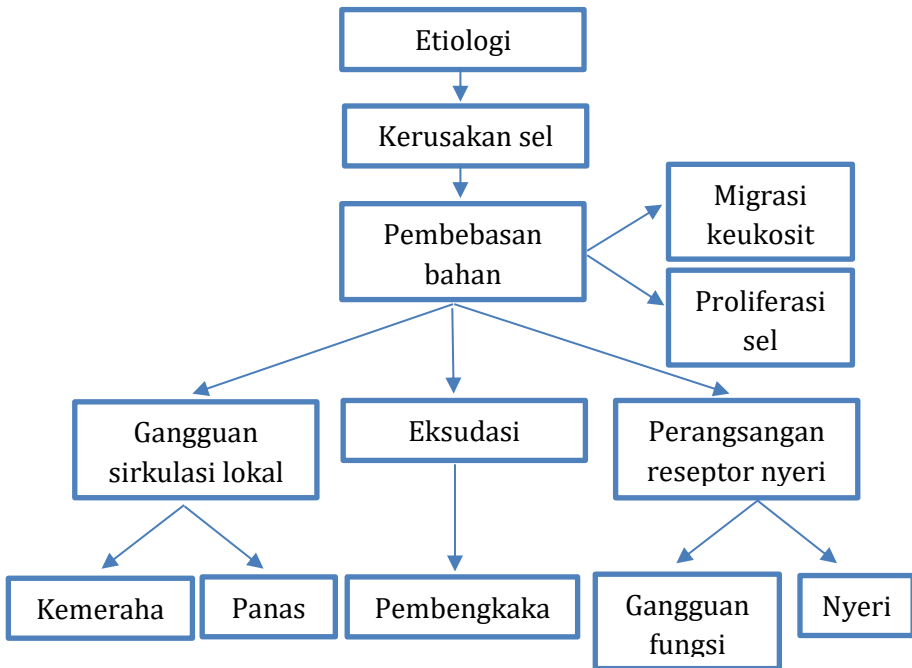 Etiologi
Kerusakan sel
Pembebasan
bahan
Migrasi
keukosit
Proliferasi
sel
Gangguan
sirkulasi lokal
Eksudasi
Perangsangan
reseptor nyeri
Kemeraha
Panas
Pembengkaka
Gangguan
fungsi
Nyeri